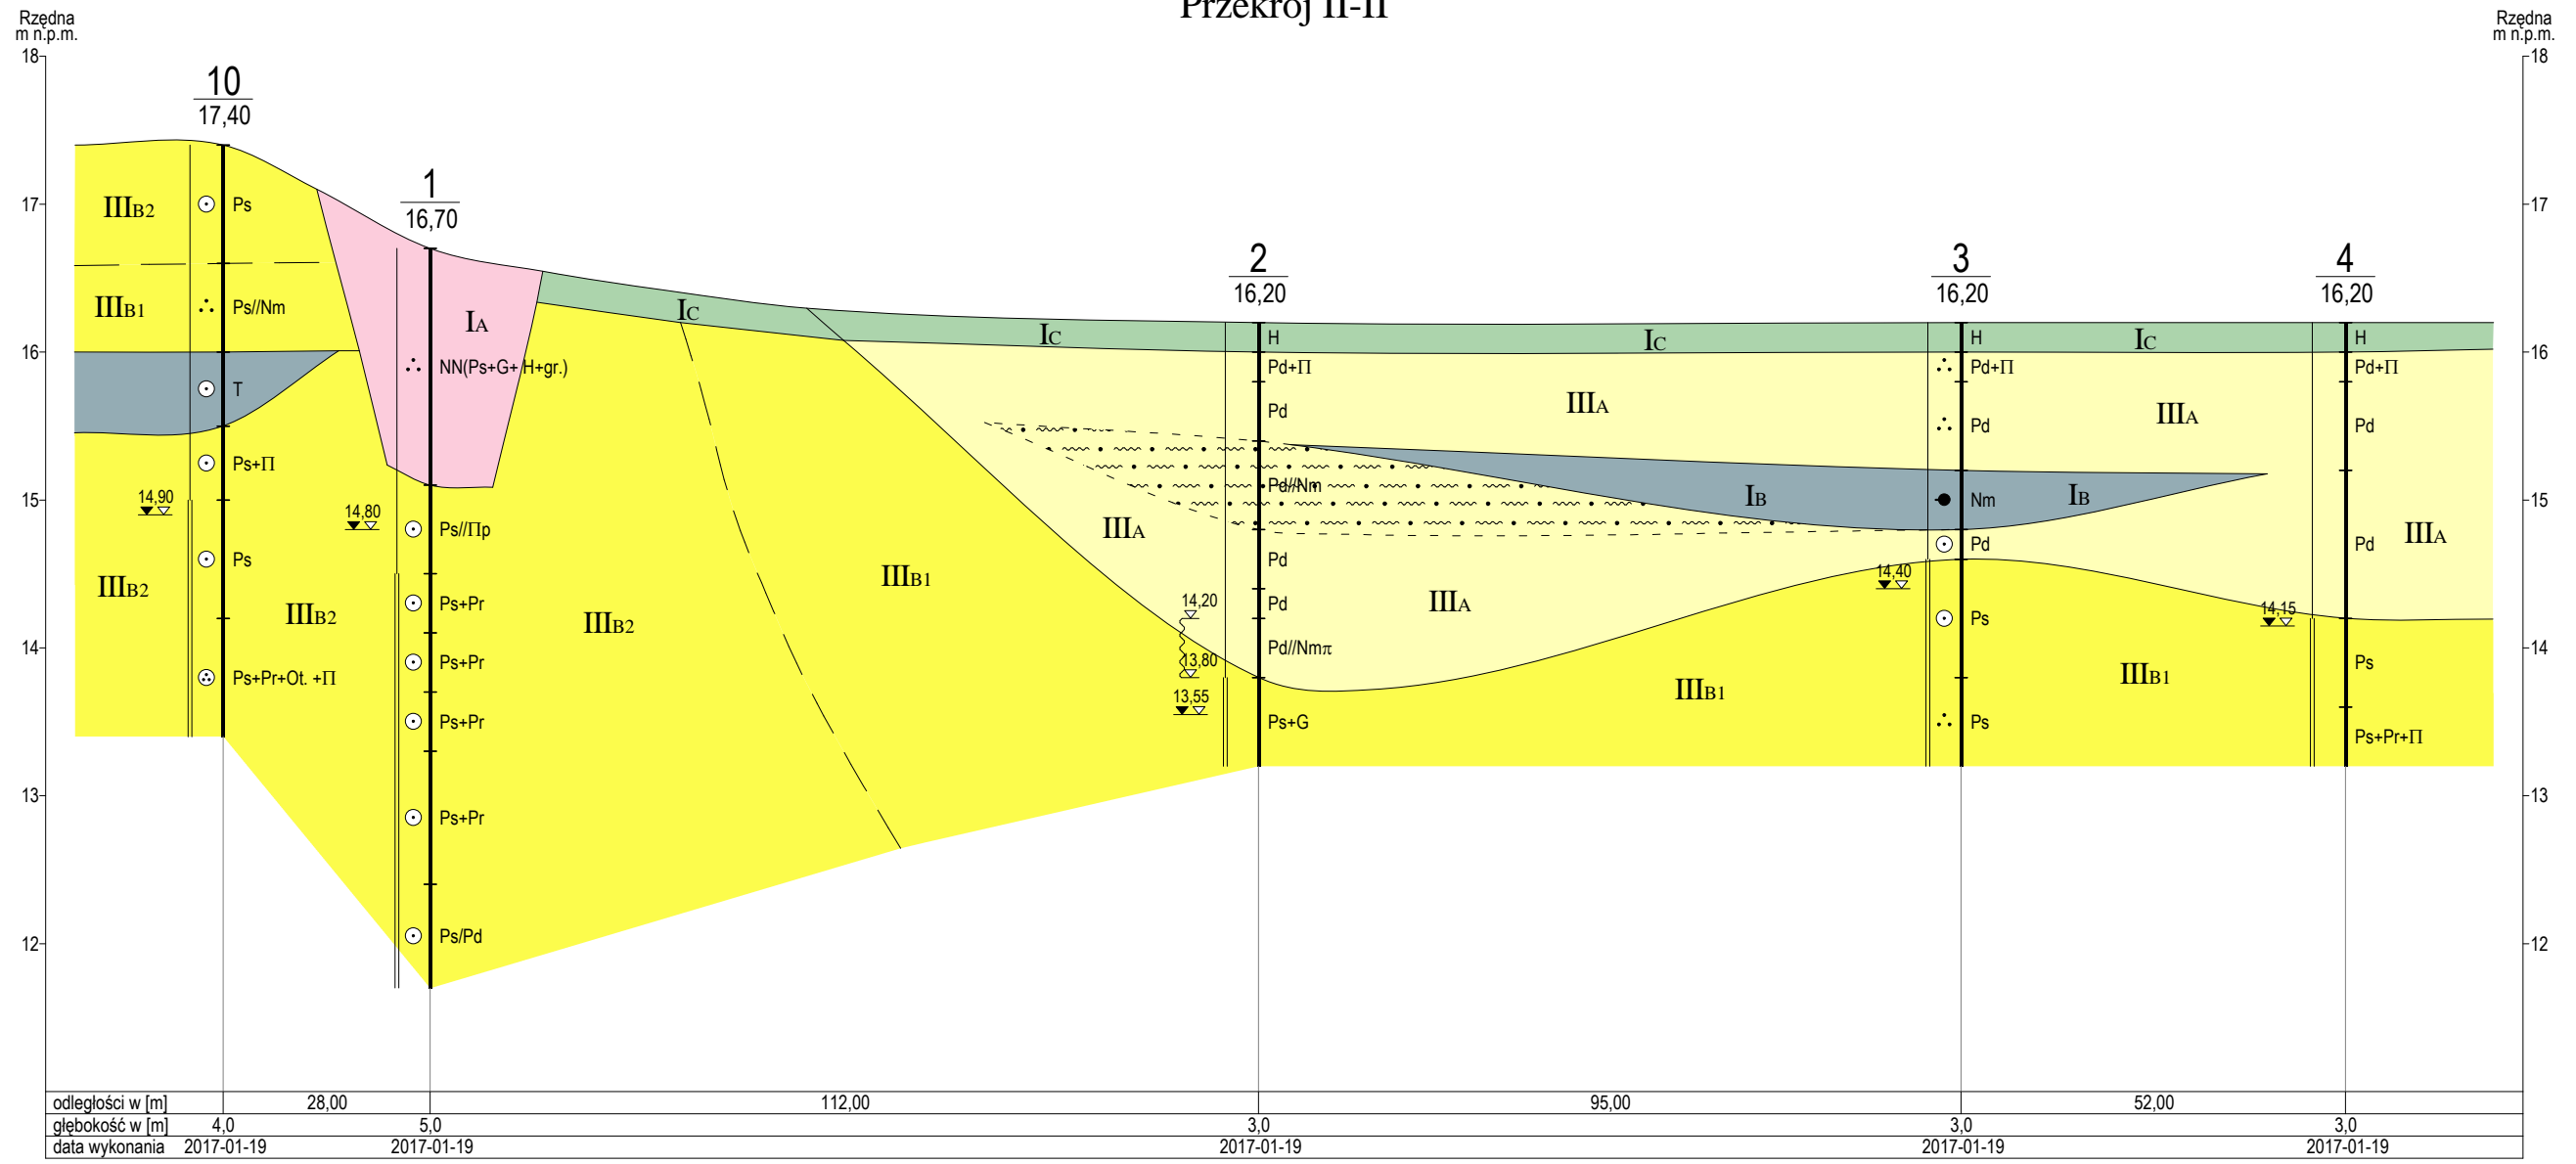 Przekrój II-II
Rzędna
m n.p.m.
Rzędna
m n.p.m.
18
17
16
15
14
13
12
18
17
16
15
14
13
12
10
17,40
1
16,70
2
16,20
3
16,20
4
16,20
IIIB2
IIIB1
IIIB2
IIIB2
IIIB2
IIIB1
IA
IC
IC
IC
IC
IIIA
IIIA
IIIA
IIIA
IIIA
IB
IB
IIIB1
IIIB1
Ps
Ps//Nm
T
Ps+Π
Ps
Ps+Pr+Ot. +Π
14,90
NN(Ps+G+ H+gr.)
14,80
Ps//Πp
Ps+Pr
Ps+Pr
Ps+Pr
Ps+Pr
Ps/Pd
H
Pd+Π
Pd
Pd//Nm
Pd
Pd
Pd//Nmπ
Ps+G
14,20
13,80
13,55
H
Pd+Π
Pd
Nm
Pd
Ps
Ps
14,40
H
Pd+Π
Pd
Pd
Ps
Ps+Pr+Π
14,15
odległości w [m] 28,00 112,00 95,00 52,00
głębokość w [m] 4,0 5,0 3,0 3,0 3,0
data wykonania 2017-01-19 2017-01-19 2017-01-19 2017-01-19 2017-01-19